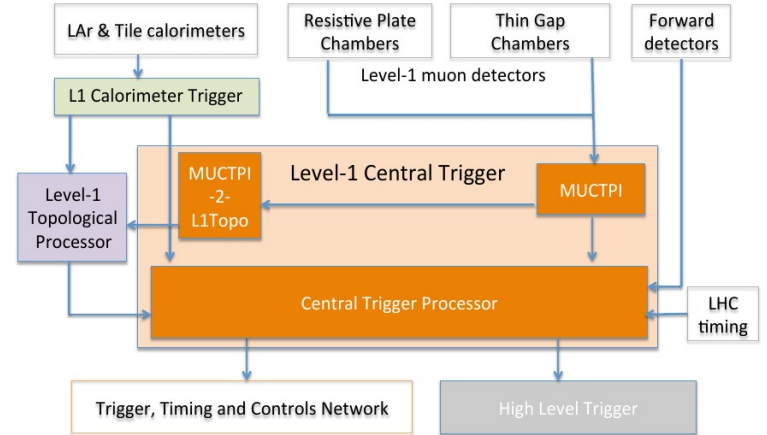 LAr & Tile calorimeters
Resistive Plate
Chambers
Thin Gap
Chambers
Forward
detectors
Level-1 muon detectors
L1 Calorimeter Trigger
Level-1
Topological
Processor
MUCTPI
-2-
L1Topo
Level-1 Central Trigger
MUCTPI
Central Trigger Processor
LHC
timing
Trigger, Timing and Controls Network
High Level Trigger